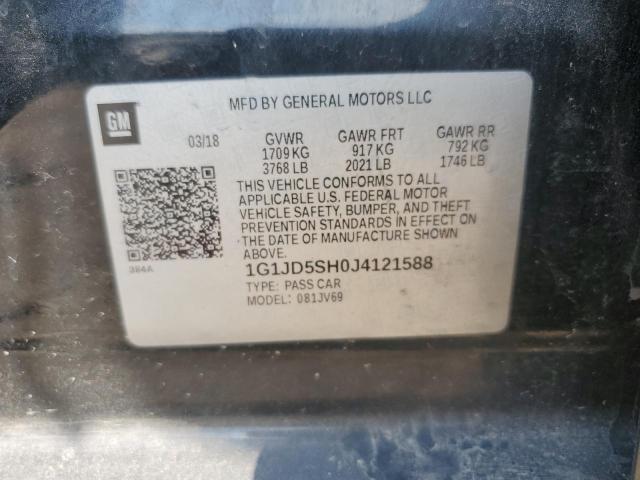 GM
MFD BY GENERAL MOTORS LLC
03/18 GVWR GAWR FRT GAWR RR
1709 KG 917 KG 792 KG
3768 LB 2021 LB 1746 LB
THIS VEHICLE CONFORMS TO ALL
APPLICABLE U.S. FEDERAL MOTOR
VEHICLE SAFETY, BUMPER, AND THEFT
PREVENTION STANDARDS IN EFFECT ON
THE DATE OF MANUFACTURE SHOWN
ABOVE.
384A
1G1JD5SH0J4121588
TYPE: PASS CAR
MODEL: 081JV69